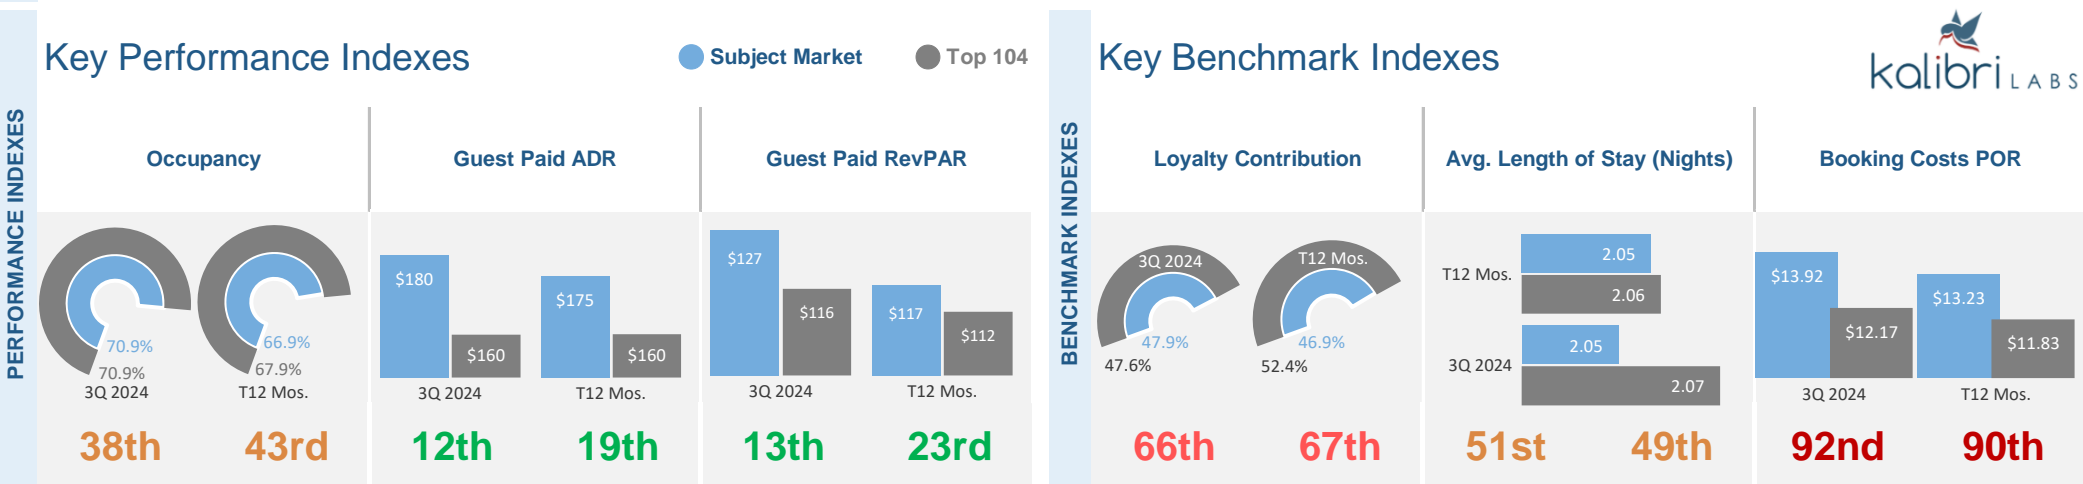 PERFORMANCE INDEXES
Key Performance Indexes
Subject Market
Top 104
Occupancy
Guest Paid ADR
Guest Paid RevPAR
70.9%
70.9%
3Q 2024
66.9%
67.9%
T12 Mos.
$180
$160
3Q 2024
$175
$160
T12 Mos.
$127
$116
3Q 2024
$117
$112
T12 Mos.
38th
43rd
12th
19th
13th
23rd
BENCHMARK INDEXES
Key Benchmark Indexes
kalibri LABS
Loyalty Contribution
Avg. Length of Stay (Nights)
Booking Costs POR
3Q 2024
47.9%
47.6%
T12 Mos.
46.9%
52.4%
T12 Mos.
2.05
2.06
3Q 2024
2.05
2.07
$13.92
$12.17
3Q 2024
$13.23
$11.83
T12 Mos.
66th
67th
51st
49th
92nd
90th